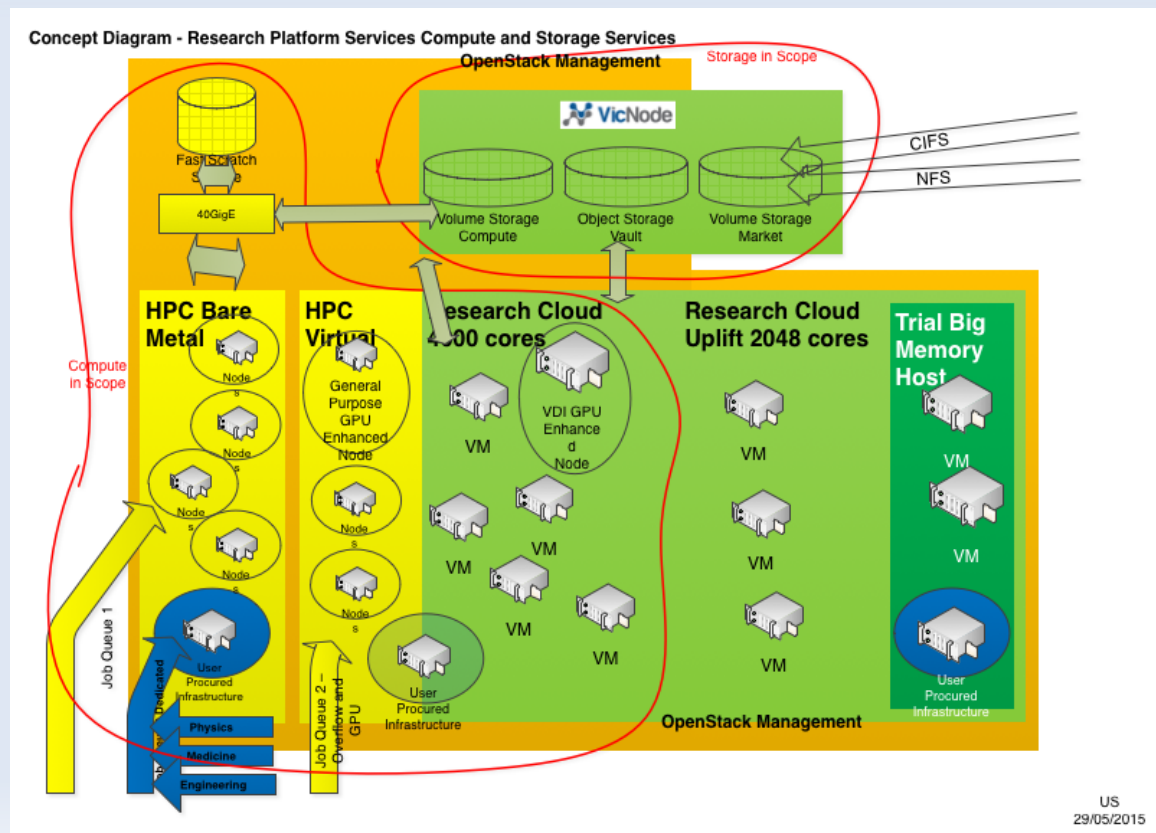 Concept Diagram - Research Platform Services Compute and Storage Services
OpenStack Management
Storage in Scope
VicNode
CIFS
NFS
Fast Scratch
40GigE
Volume Storage
Compute
Object Storage
Vault
Volume Storage
Market
HPC Bare
Metal
HPC
Virtual
Research Cloud
4000 cores
Research Cloud
Uplift 2048 cores
Trial Big
Memory
Host
Compute
in Scope
Node
s
Node
s
Node
s
Node
s
General
Purpose
GPU
Enhanced
Node
Node
s
Node
s
VDI GPU
Enhance
d
Node
VM
VM
VM
VM
VM
VM
VM
VM
VM
VM
User
Procured
Infrastructure
User
Procured
Infrastructure
User
Procured
Infrastructure
Job Queue 1
Dedicated
Physics
Medicine
Engineering
Job Queue 2 –
Overflow and
GPU
OpenStack Management
US
29/05/2015